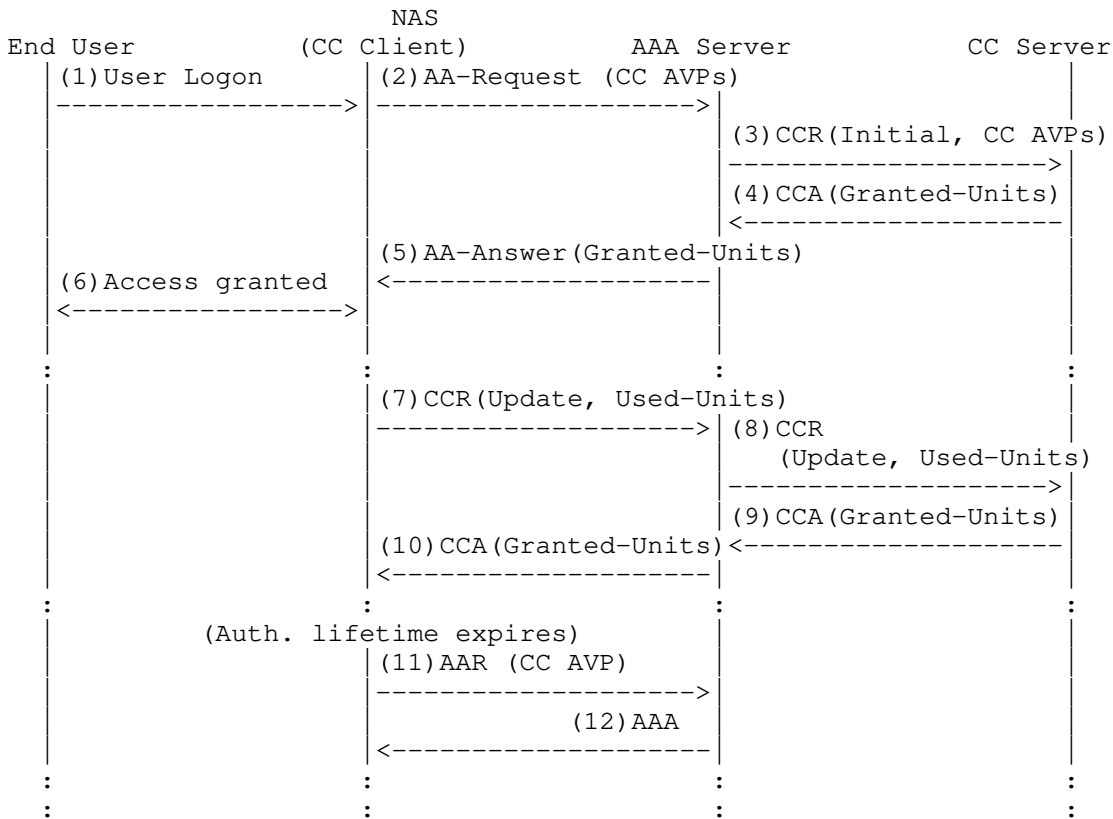 NAS
End User (CC Client) AAA Server CC Server
(1)User Logon (2)AA-Request (CC AVPs)
(3)CCR(Initial, CC AVPs)
(4)CCA(Granted-Units)
(5)AA-Answer(Granted-Units)
(6)Access granted
(7)CCR(Update, Used-Units)
(8)CCR
(Update, Used-Units)
(9)CCA(Granted-Units)
(10)CCA(Granted-Units)
(Auth. lifetime expires)
(11)AAR (CC AVP)
(12)AAA